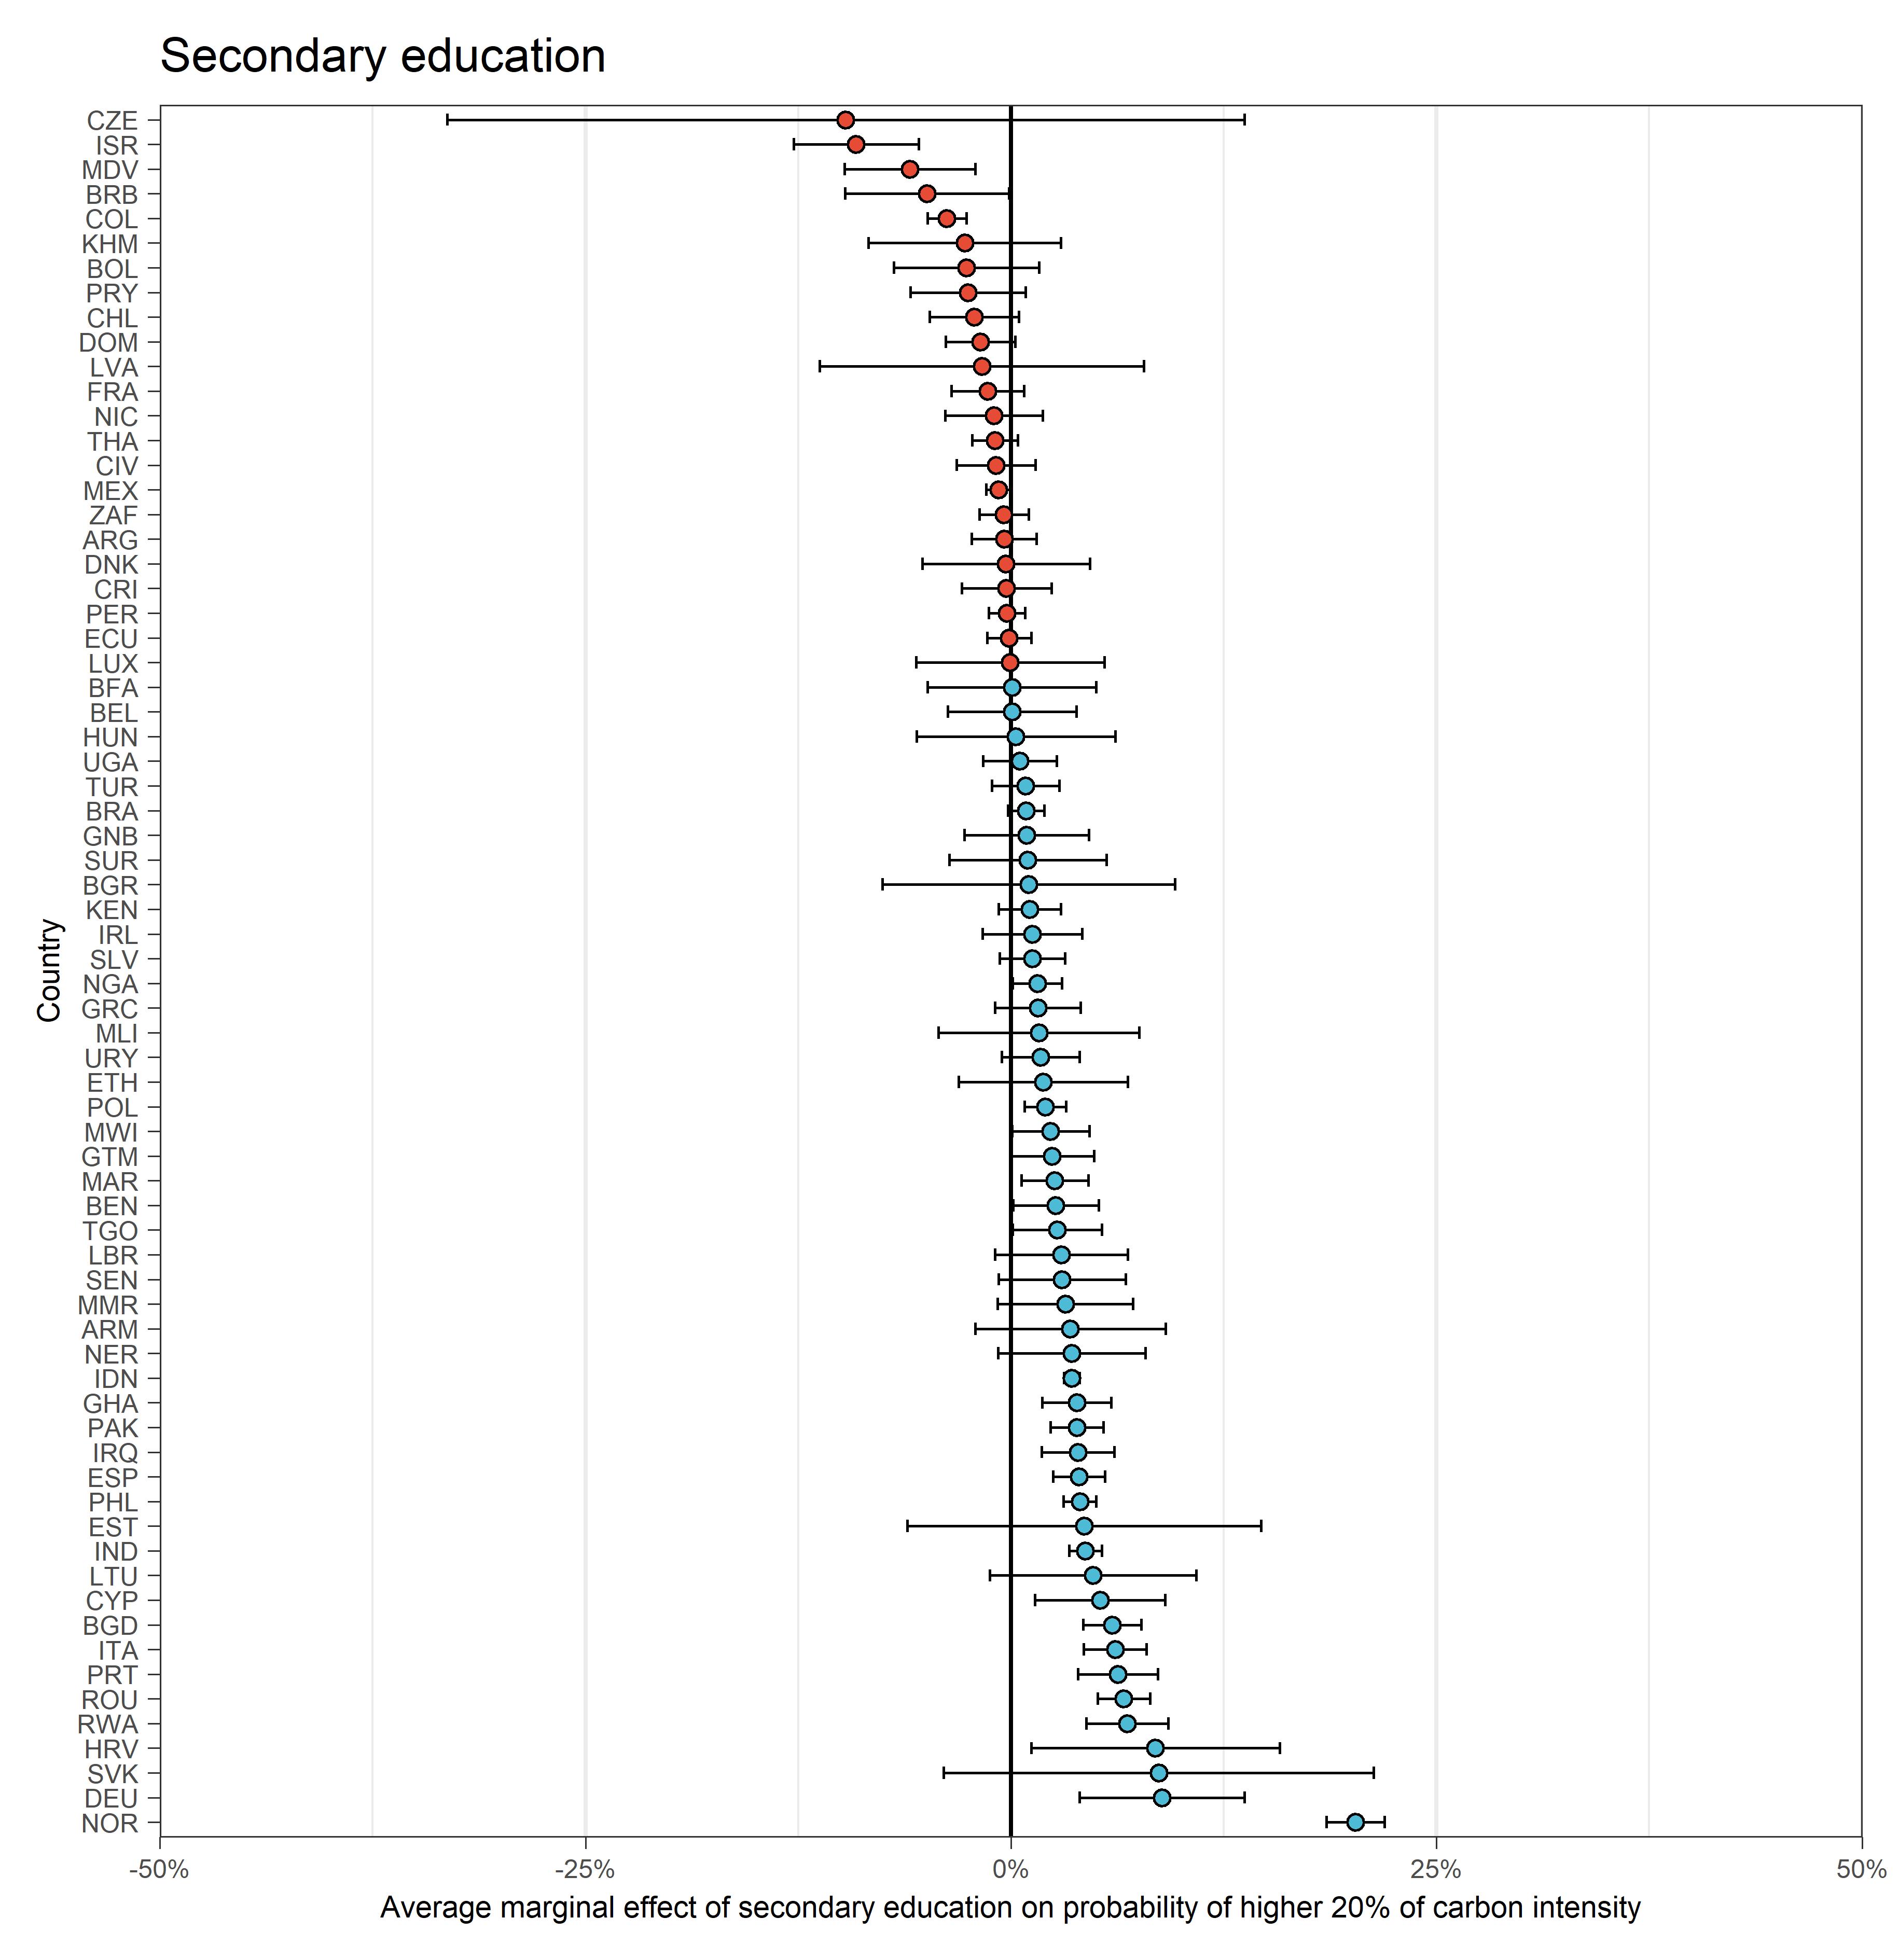 Secondary education
CZE
ISR
MDV
BRB
COL
KHM
BOL
PRY
CHL
DOM
LVA
FRA
NIC
THA
CIV
MEX
ZAF
ARG
DNK
CRI
PER
ECU
LUX
BFA
BEL
HUN
UGA
TUR
BRA
GNB
SUR
BGR
KEN
IRL
SLV
NGA
GRC
MLI
URY
ETH
POL
MWI
GTM
MAR
BEN
TGO
LBR
SEN
MMR
ARM
NER
IDN
GHA
PAK
IRQ
ESP
PHL
EST
IND
LTU
CYP
BGD
ITA
PRT
ROU
RWA
HRV
SVK
DEU
NOR
Country
-50% -25% 0% 25% 50%
Average marginal effect of secondary education on probability of higher 20% of carbon intensity